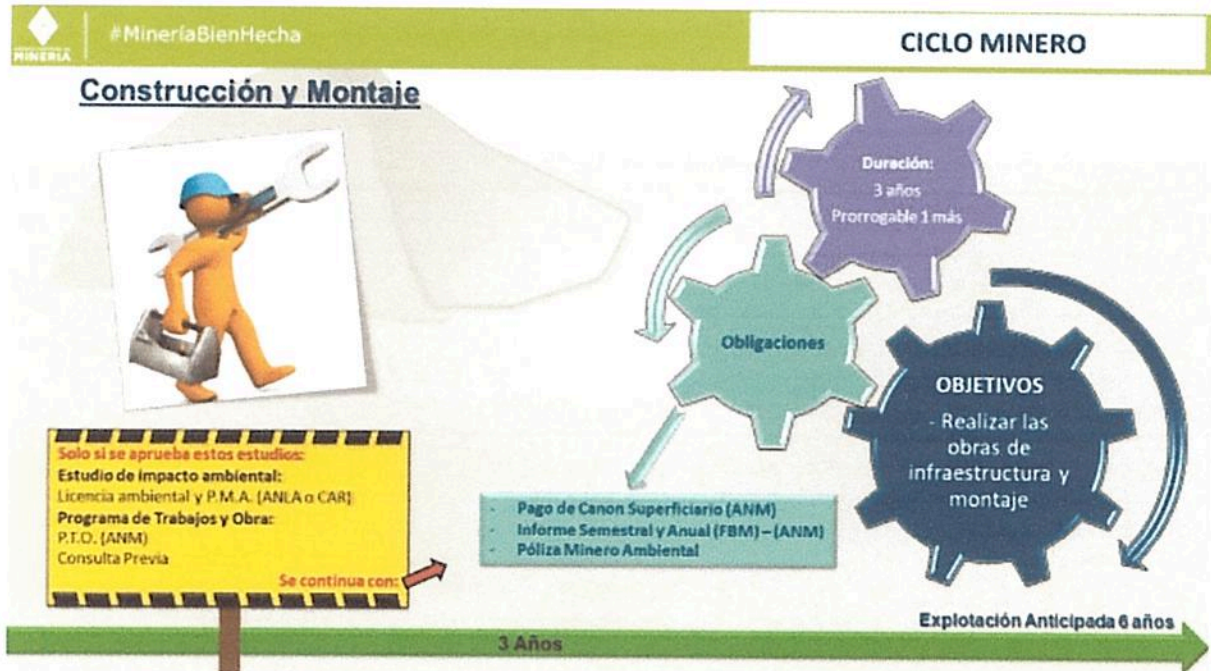 #MineríaBienHecha
CICLO MINERO
MINERÍA
Construcción y Montaje
Duración:
3 años
Prorrogable 1 más
Obligaciones
OBJETIVOS
- Realizar las
obras de
infraestructura y
montaje
Solo si se aprueba estos estudios:
Estudio de impacto ambiental:
Licencia ambiental y P.M.A. (ANLA o CAR)
Programa de Trabajos y Obra:
P.T.O. (ANM)
Consulta Previa
Se continua con:
- Pago de Canon Superficiario (ANM)
- Informe Semestral y Anual (FBM) – (ANM)
- Póliza Minero Ambiental
Explotación Anticipada 6 años
3 Años